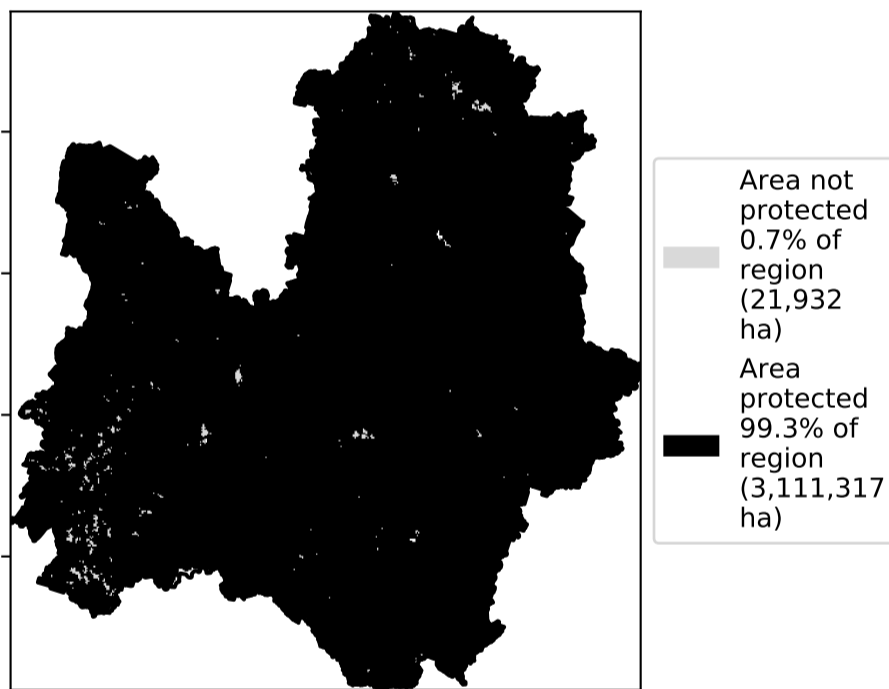 Area not
protected
0.7% of
region
(21,932
ha)
Area
protected
99.3% of
region
(3,111,317
ha)